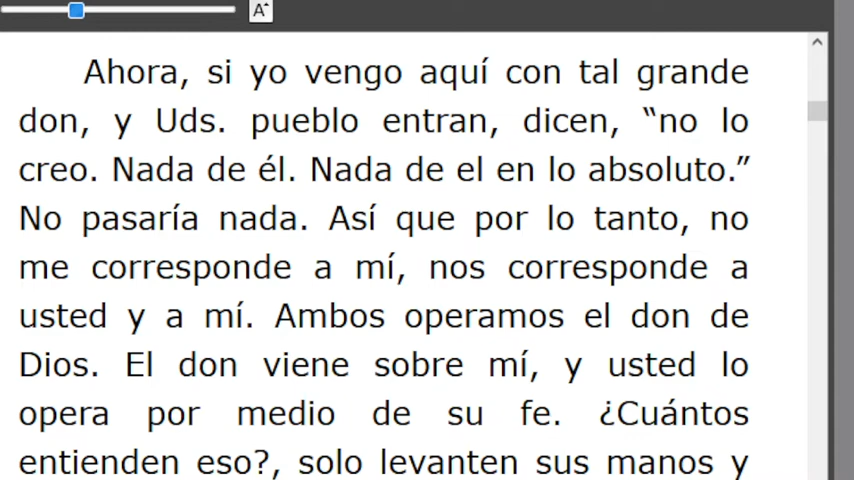 A
Ahora, si yo vengo aquí con tal grande
don, y Uds. pueblo entran, dicen, “no lo
creo. Nada de él. Nada de el en lo absoluto.”
No pasaría nada. Así que por lo tanto, no
me corresponde a mí, nos corresponde a
usted y a mí. Ambos operamos el don de
Dios. El don viene sobre mí, y usted lo
opera por medio de su fe. ¿Cuántos
entienden eso?, solo levanten sus manos y